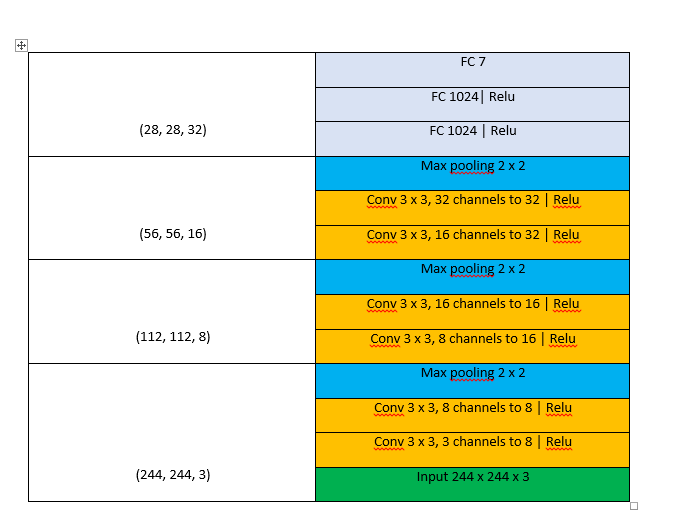 FC 7
FC 1024| Relu
(28, 28, 32)
FC 1024 | Relu
Max pooling 2 x 2
Conv 3 x 3, 32 channels to 32 | Relu
(56, 56, 16)
Conv 3 x 3, 16 channels to 32 | Relu
Max pooling 2 x 2
Conv 3 x 3, 16 channels to 16 | Relu
(112, 112, 8)
Conv 3 x 3, 8 channels to 16 | Relu
Max pooling 2 x 2
Conv 3 x 3, 8 channels to 8 | Relu
Conv 3 x 3, 3 channels to 8 | Relu
(244, 244, 3)
Input 244 x 244 x 3